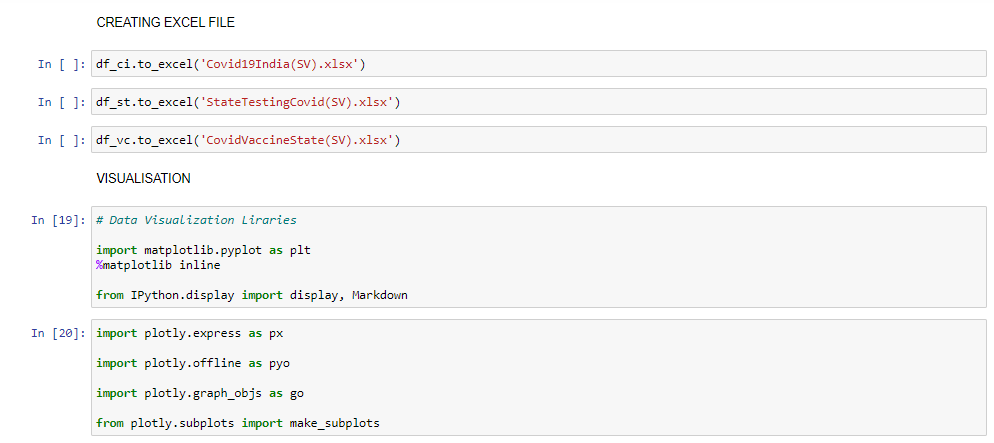 CREATING EXCEL FILE
In [ ]: df_ci.to_excel('Covid19India(SV).xlsx')
In [ ]: df_st.to_excel('StateTestingCovid(SV).xlsx')
In [ ]: df_vc.to_excel('CovidVaccineState(SV).xlsx')
VISUALISATION
In [19]: # Data Visualization Liraries
import matplotlib.pyplot as plt
%matplotlib inline
from IPython.display import display, Markdown
In [20]: import plotly.express as px
import plotly.offline as pyo
import plotly.graph_objs as go
from plotly.subplots import make_subplots